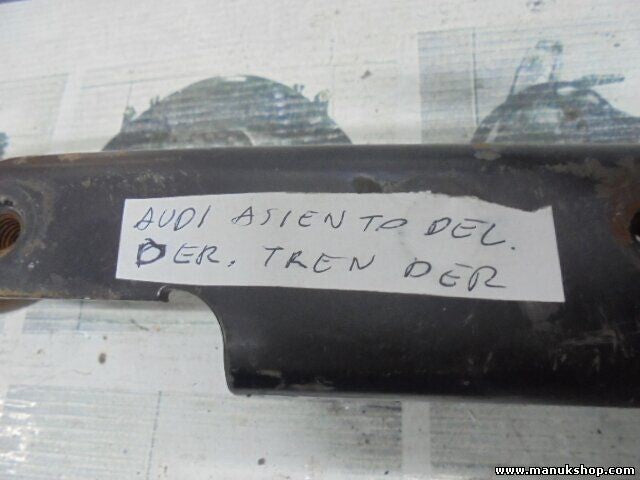 AUDI ASIENTO DEL.
DER. TREN DER
www.manukshop.com